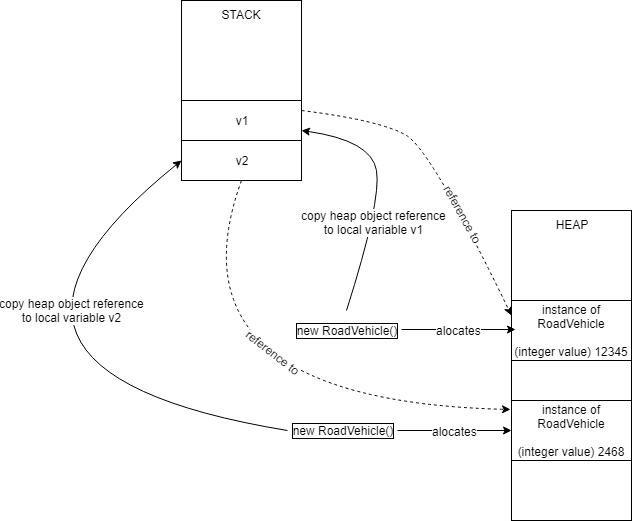 STACK
v1
v2
reference to
copy heap object reference
to local variable v1
HEAP
copy heap object reference
to local variable v2
instance of
RoadVehicle
(integer value) 12345
new RoadVehicle()
alocates
reference to
instance of
RoadVehicle
(integer value) 2468
new RoadVehicle()
alocates